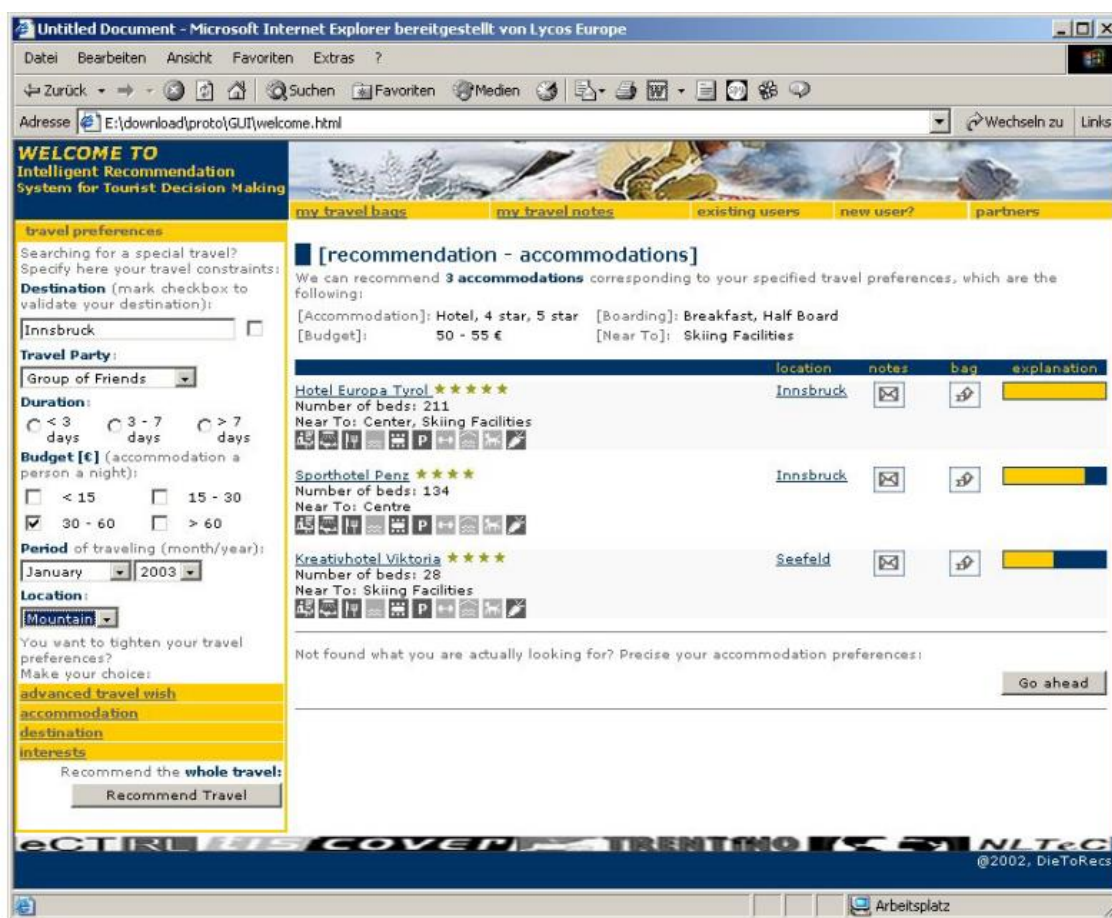 Untitled Document - Microsoft Internet Explorer bereitgestellt von Lycos Europe
Datei Bearbeiten Ansicht Favoriten Extras ?
Zurück Suchen Favoriten Medien
Adresse E:\download\proto\GUI\welcome.html Wechseln zu Links
WELCOME TO
Intelligent Recommendation
System for Tourist Decision Making
my travel bags my travel notes existing users new user? partners
travel preferences
Searching for a special travel?
Specify here your travel constraints:
Destination (mark checkbox to
validate your destination):
Innsbruck
Travel Party:
Group of Friends
Duration:
< 3 3 - 7 > 7
days days days
Budget [€] (accommodation a
person a night):
< 15 15 - 30
30 - 60 > 60
Period of traveling (month/year):
January 2003
Location:
Mountain
You want to tighten your travel
preferences?
Make your choice:
advanced travel wish
accommodation
destination
interests
Recommend the whole travel:
Recommend Travel
[recommendation - accommodations]
We can recommend 3 accommodations corresponding to your specified travel preferences, which are the
following:
[Accommodation]: Hotel, 4 star, 5 star [Boarding]: Breakfast, Half Board
[Budget]: 50 - 55 € [Near To]: Skiing Facilities
location notes bag explanation
Hotel Europa Tyrol Innsbruck
Number of beds: 211
Near To: Center, Skiing Facilities
P
Sporthotel Penz Innsbruck
Number of beds: 134
Near To: Centre
P
Kreativhotel Viktoria Seefeld
Number of beds: 28
Near To: Skiing Facilities
P
Not found what you are actually looking for? Precise your accommodation preferences:
Go ahead
eCTRL COVER TRENTINO NLTeC
@2002, DieToRecs
Arbeitsplatz